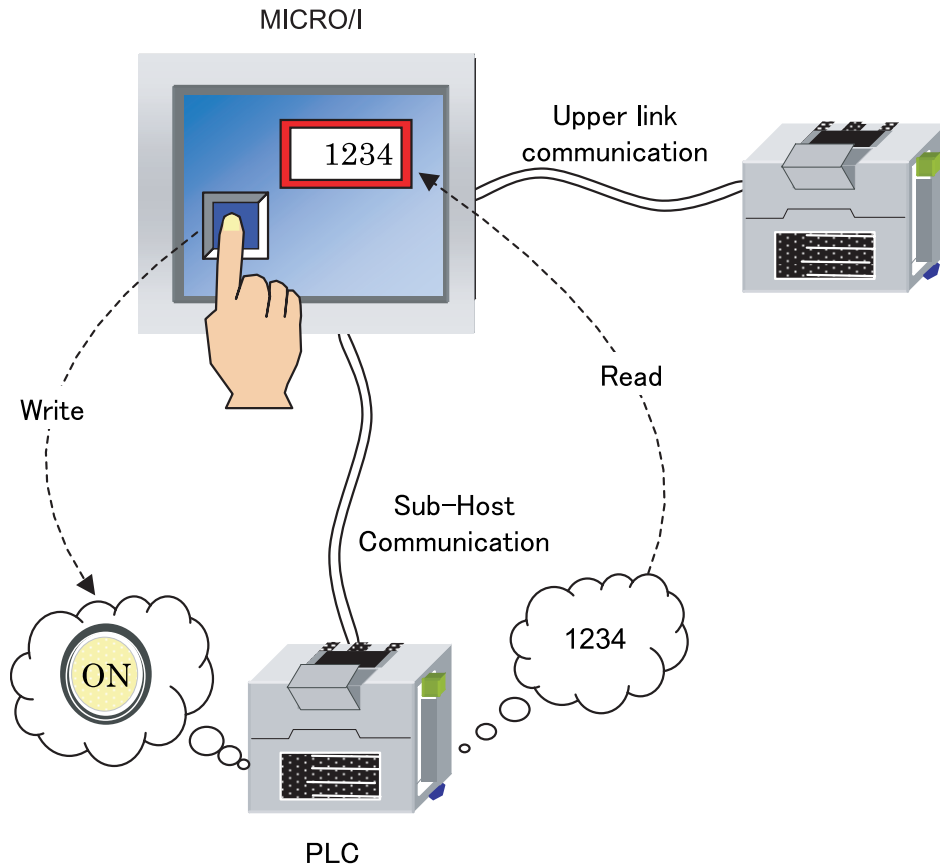 MICRO/I
1234
Upper link
communication
Write
Read
Sub-Host
Communication
ON
1234
PLC